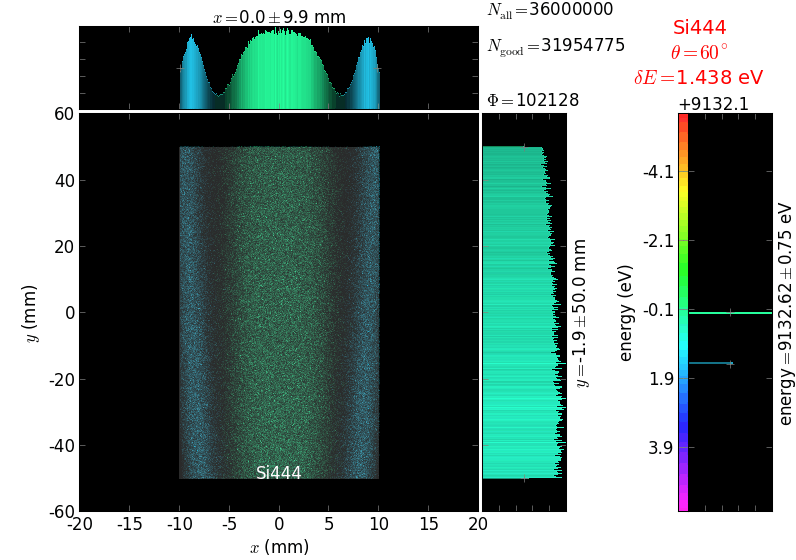 x=0.0±9.9 mm
N_all=36000000
N_good=31954775
Φ=102128
Si444
θ=60°
δE=1.438 eV
+9132.1
60
40
20
0
-20
-40
-60
y (mm)
Si444
-20 -15 -10 -5 0 5 10 15 20
x (mm)
y=-1.9±50.0 mm
energy (eV)
-4.1
-2.1
-0.1
1.9
3.9
energy=9132.62±0.75 eV